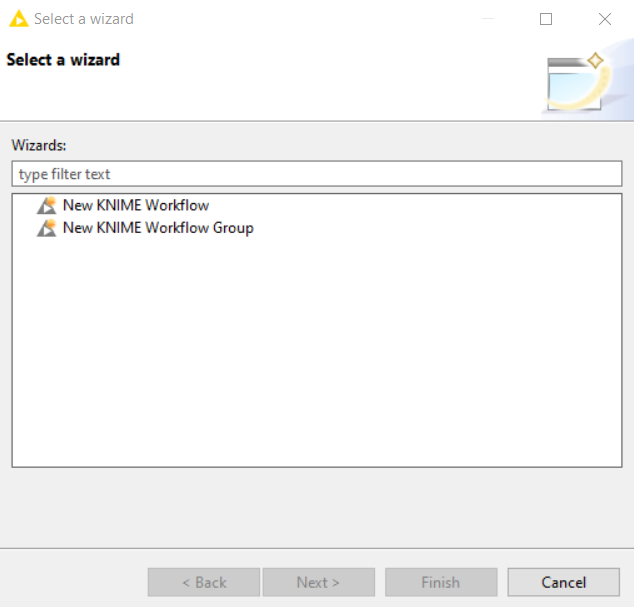 Select a wizard
Select a wizard
Wizards:
type filter text
New KNIME Workflow
New KNIME Workflow Group
< Back
Next >
Finish
Cancel